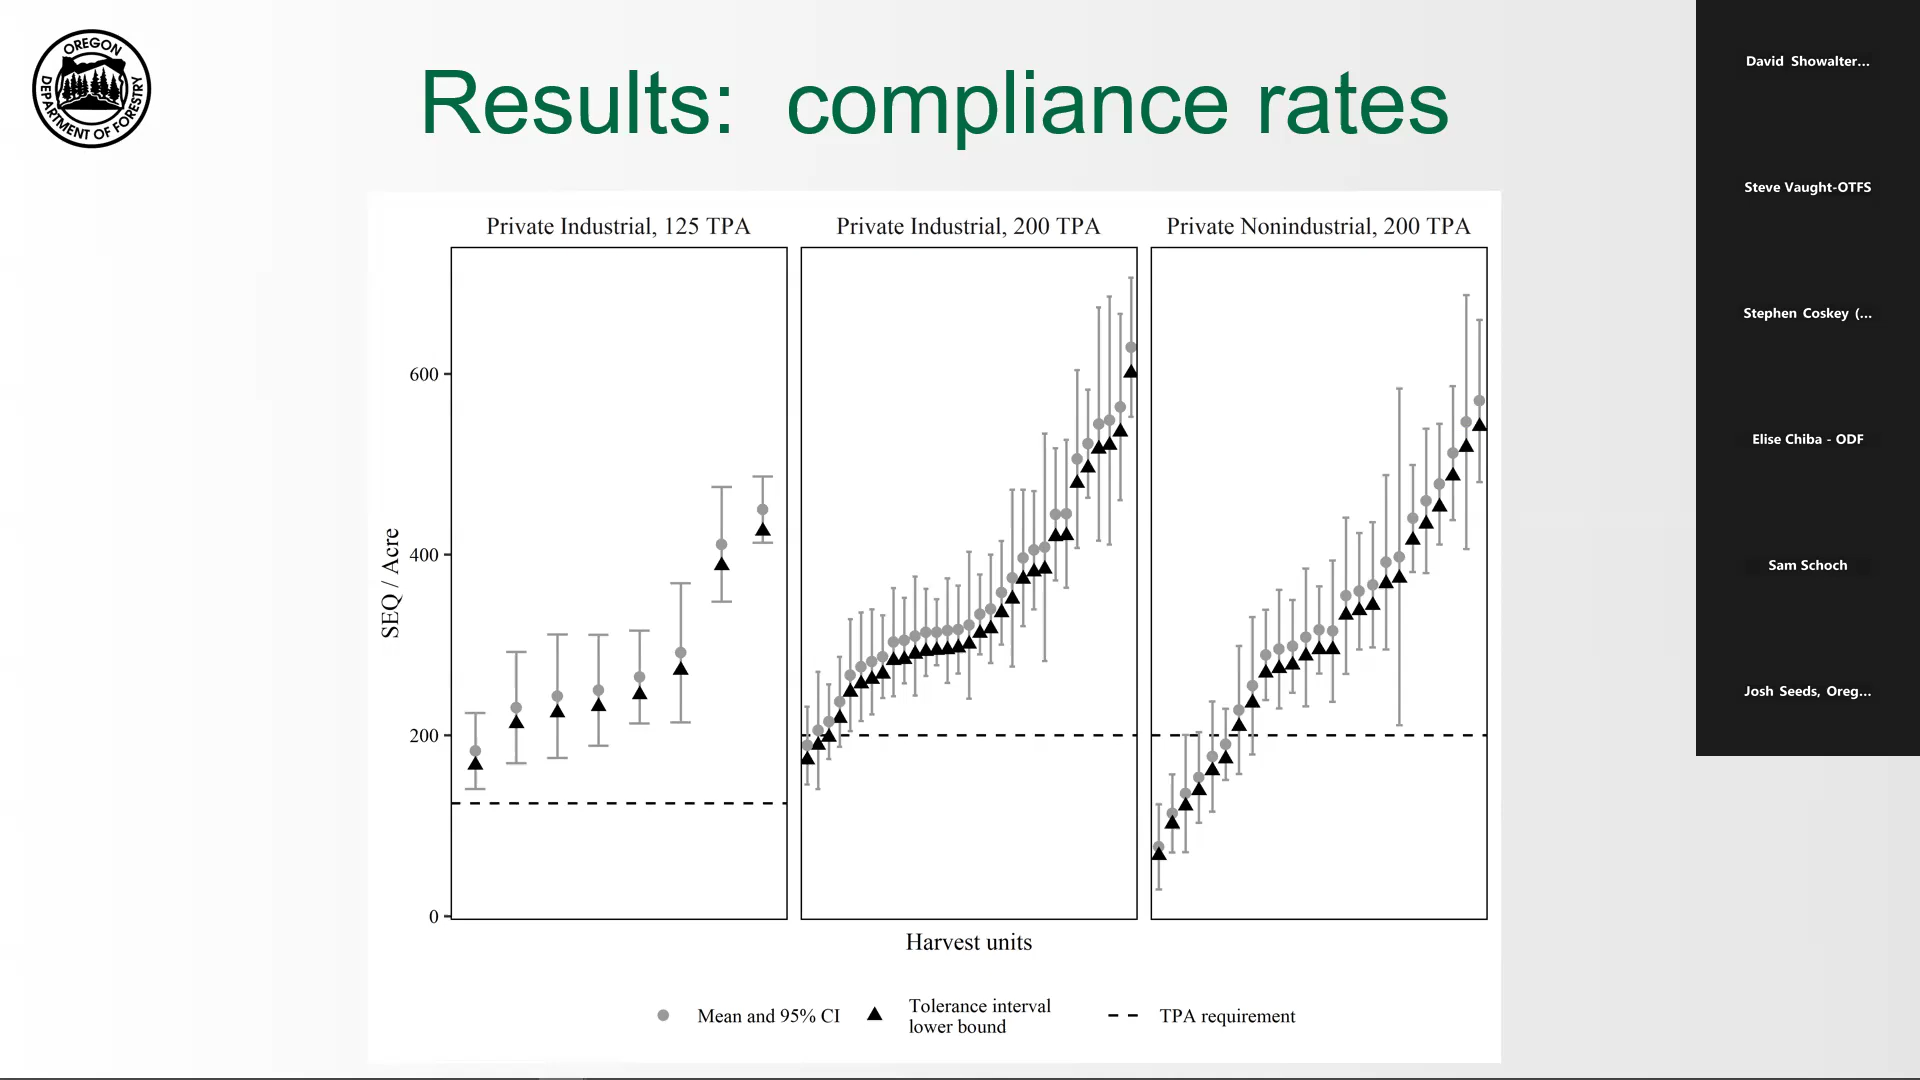 OREGON
DEPARTMENT OF FORESTRY
Results: compliance rates
Private Industrial, 125 TPA
Private Industrial, 200 TPA
Private Nonindustrial, 200 TPA
SEQ / Acre
600
400
200
0
Harvest units
Mean and 95% CI
Tolerance interval
lower bound
TPA requirement
David Showalter...
Steve Vaught-OTFS
Stephen Coskey (...
Elise Chiba - ODF
Sam Schoch
Josh Seeds, Oreg...